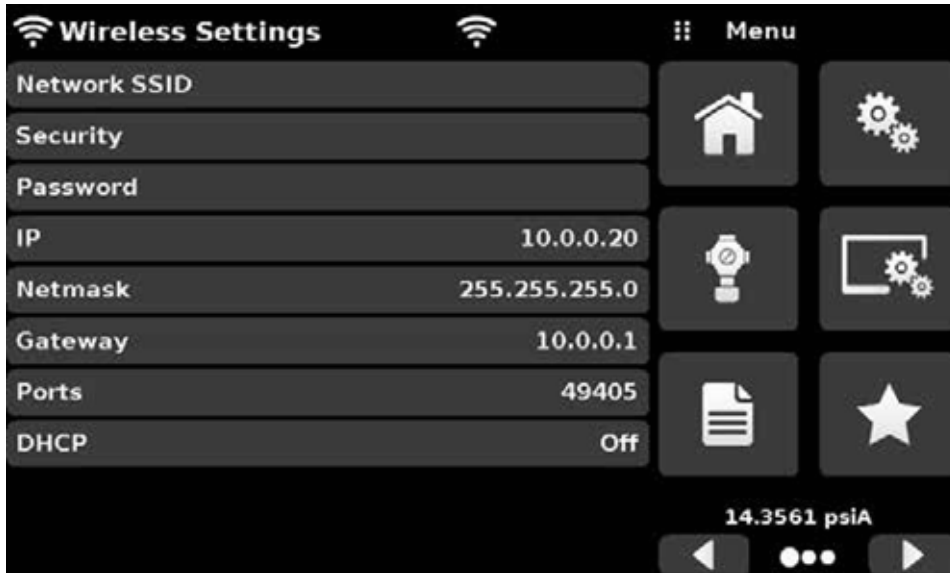 Wireless Settings
Menu
Network SSID
Security
Password
IP 10.0.0.20
Netmask 255.255.255.0
Gateway 10.0.0.1
Ports 49405
DHCP Off
14.3561 psiA